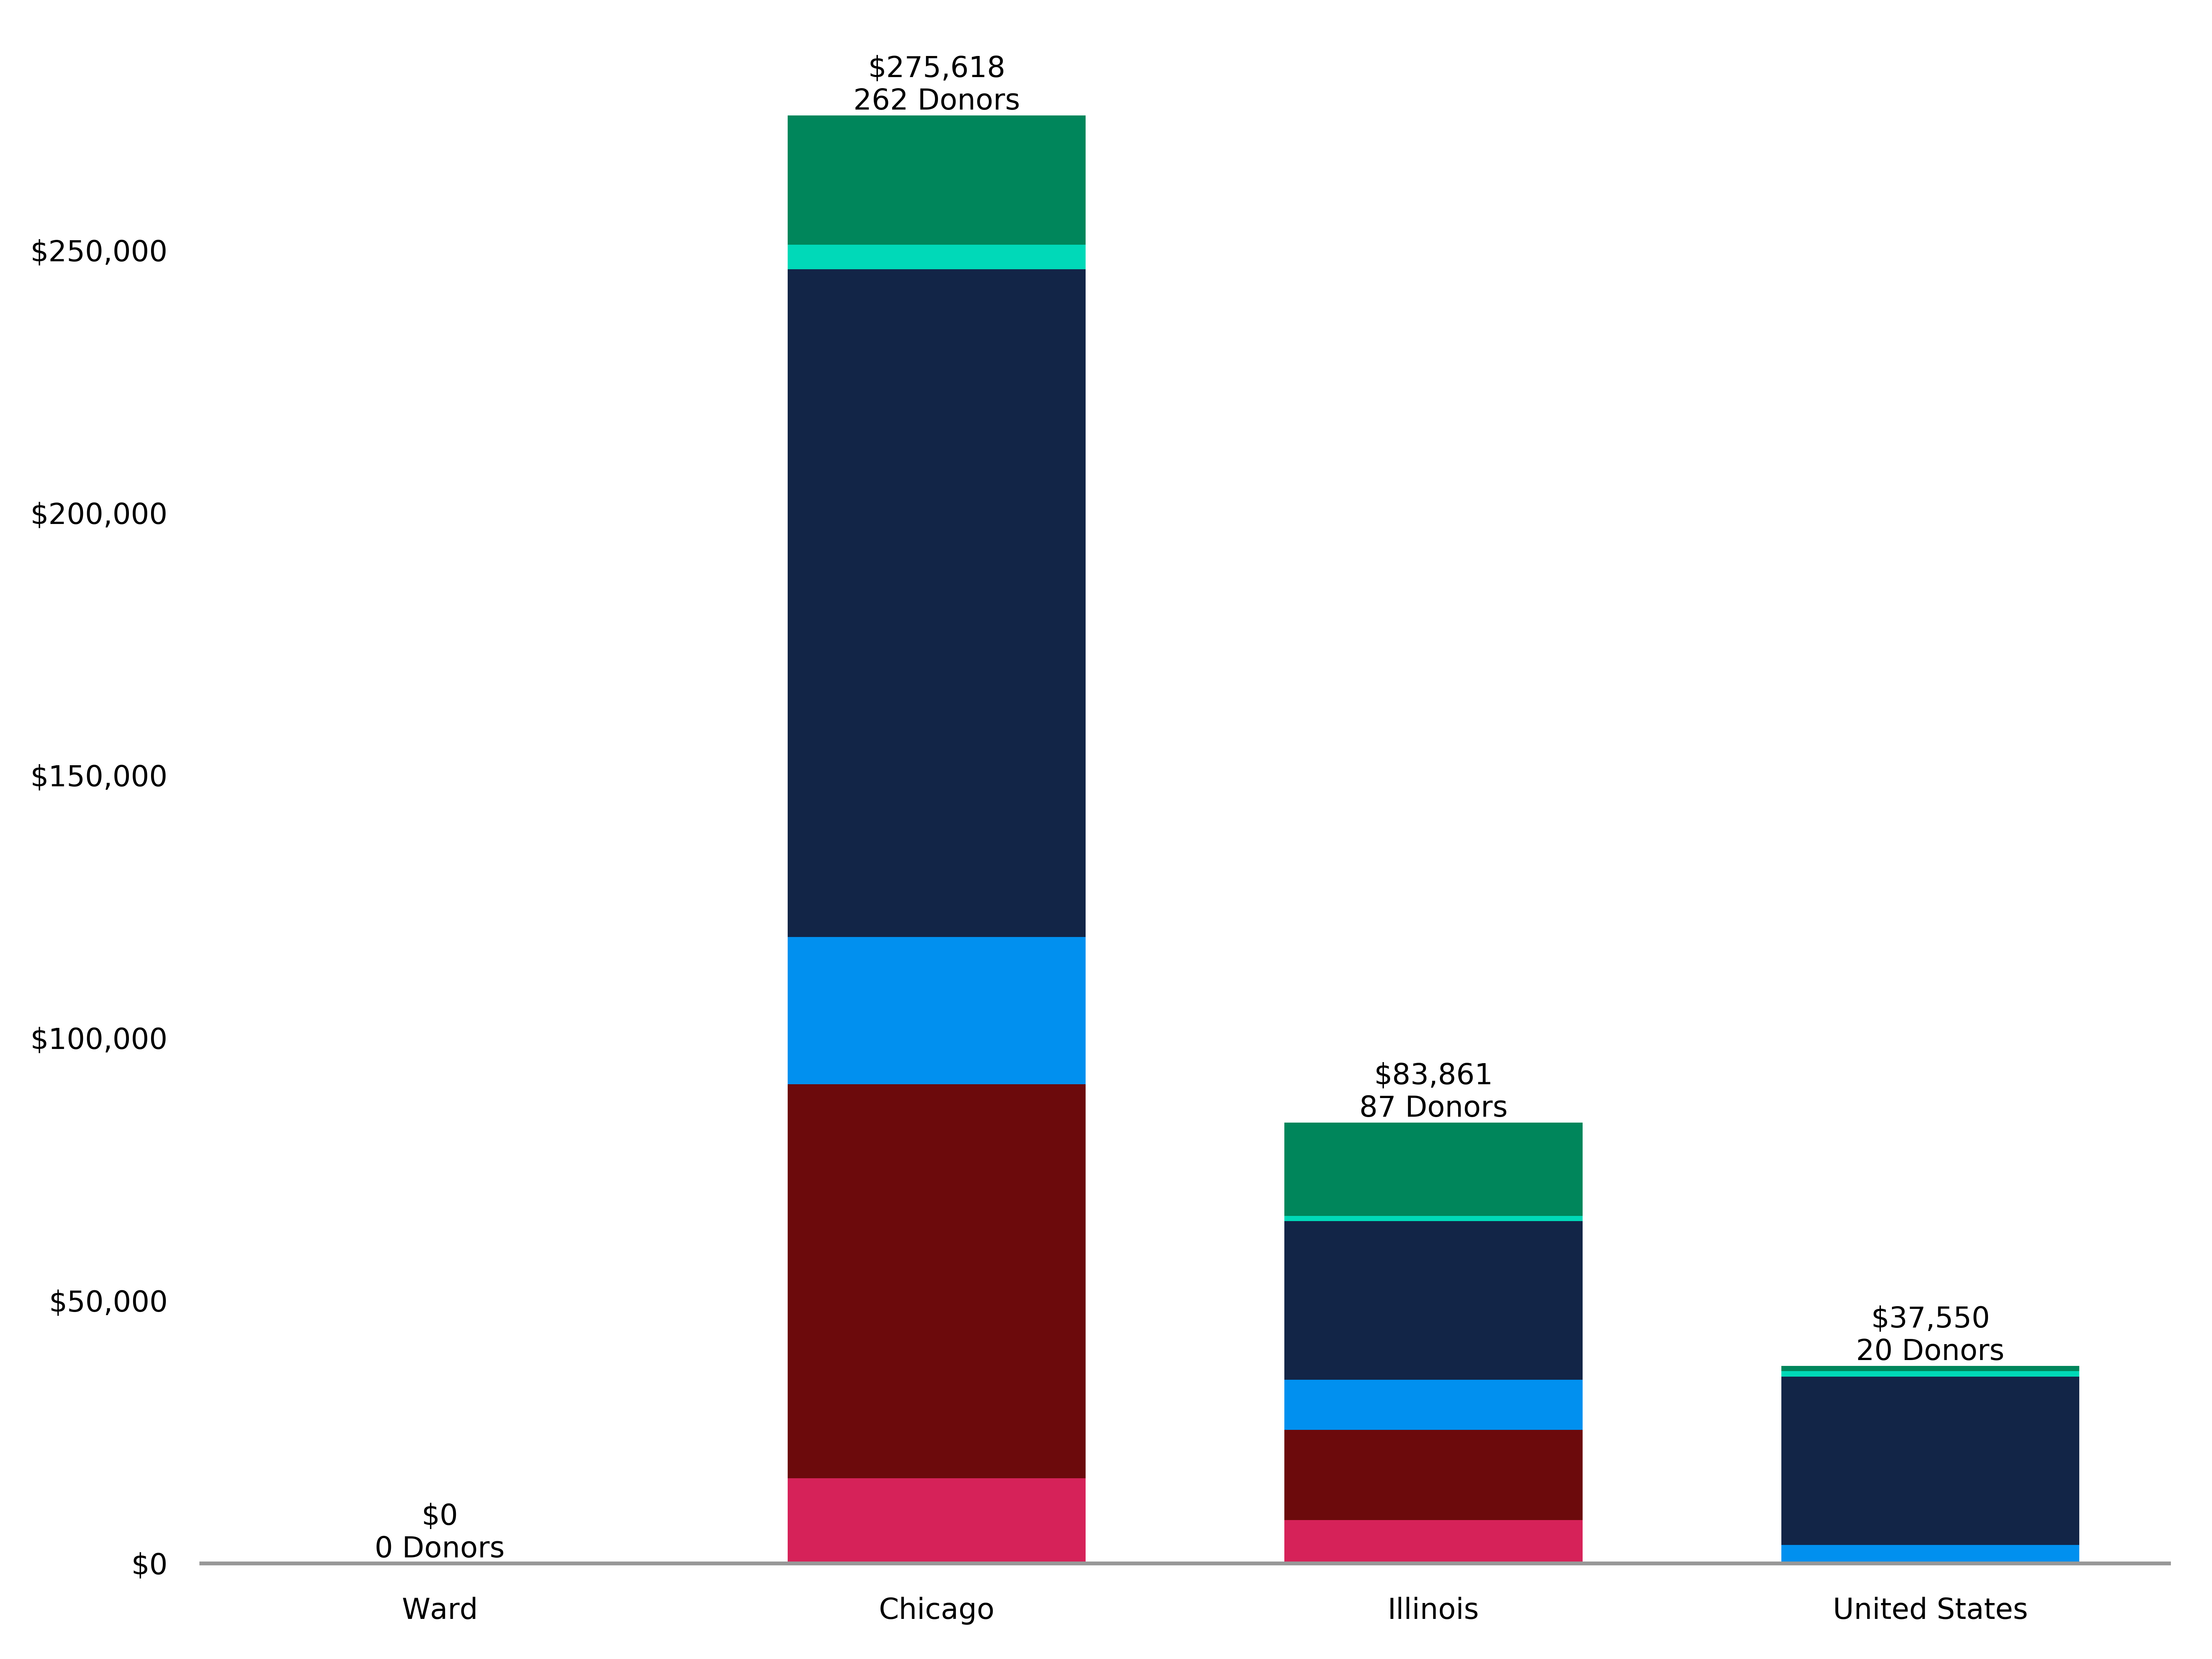 $275,618
262 Donors
$250,000
$200,000
$150,000
$100,000
$83,861
87 Donors
$50,000
$37,550
20 Donors
$0
0 Donors
$0
Ward
Chicago
Illinois
United States